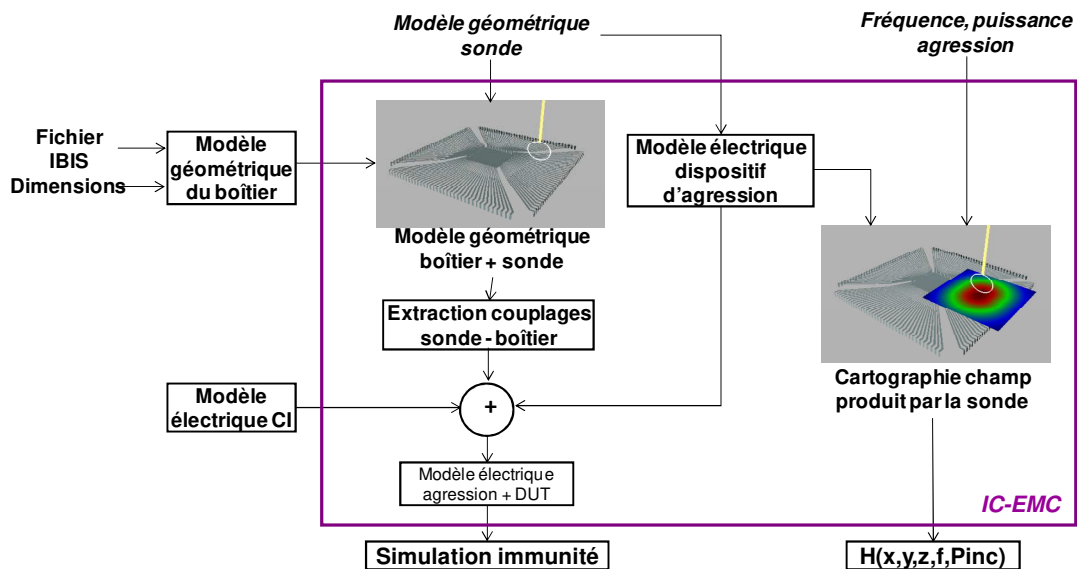 Modèle géométrique
sonde
Fréquence, puissance
agression
Fichier
IBIS
Dimensions
Modèle
géométrique
du boîtier
Modèle électrique
dispositif
d'agression
Modèle géométrique
boîtier + sonde
Extraction couplages
sonde - boîtier
Cartographie champ
produit par la sonde
Modèle
électrique CI
+
Modèle électrique
agression + DUT
IC-EMC
Simulation immunité
H(x,y,z,f,Pinc)